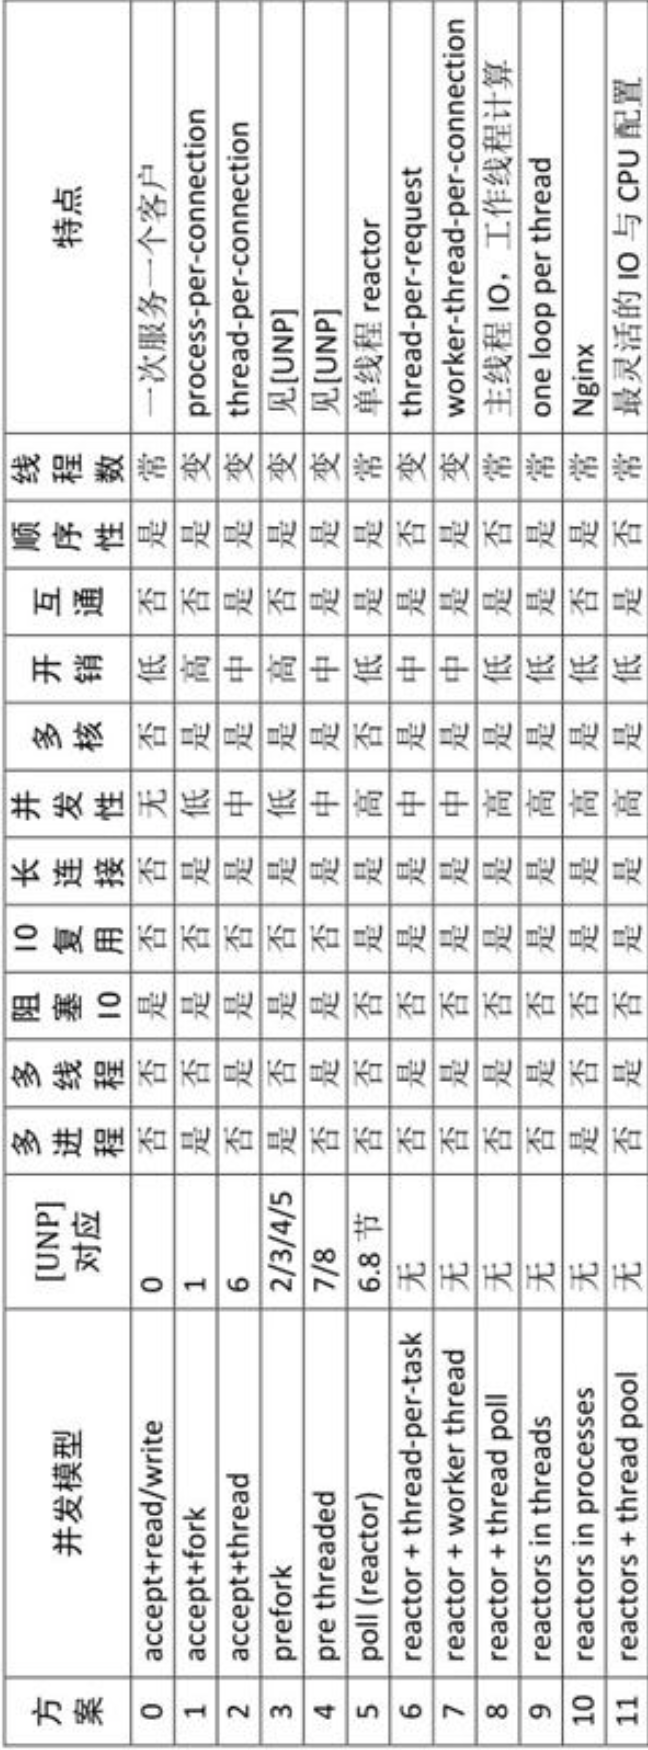 方案 并发模型 [UNP]对应 多进程 多线程 阻塞IO IO复用 长连接 并发性 多核 开销 互通 顺序性 线程数 特点
0 accept+read/write 0 否 否 是 否 否 无 否 低 否 是 常 一次服务一个客户
1 accept+fork 1 是 否 是 否 是 低 是 高 否 是 变 process-per-connection
2 accept+thread 6 否 是 是 否 是 中 是 中 是 是 变 thread-per-connection
3 prefork 2/3/4/5 是 否 是 否 是 低 是 高 否 是 变 见[UNP]
4 pre threaded 7/8 否 是 是 否 是 中 是 中 是 是 变 见[UNP]
5 poll (reactor) 6.8 节 否 否 否 是 是 高 否 低 是 是 常 单线程 reactor
6 reactor + thread-per-task 无 否 是 否 是 是 中 是 中 是 否 变 thread-per-request
7 reactor + worker thread 无 否 是 否 是 是 中 是 中 是 是 变 worker-thread-per-connection
8 reactor + thread poll 无 否 是 否 是 是 高 是 低 是 否 常 主线程 IO，工作线程计算
9 reactors in threads 无 否 是 否 是 是 高 是 低 是 是 常 one loop per thread
10 reactors in processes 无 是 否 否 是 是 高 是 低 否 是 常 Nginx
11 reactors + thread pool 无 否 是 否 是 是 高 是 低 是 否 常 最灵活的 IO 与 CPU 配置